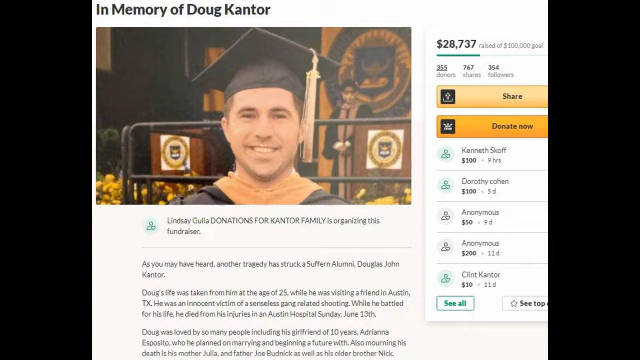 In Memory of Doug Kantor
$28,737 raised of $100,000 goal
355 767 354
donors shares followers
Share
Donate now
Kenneth Skoff
$100 • 9 hrs
Dorothy cohen
$100 • 5 d
Anonymous
$50 • 9 d
Anonymous
$200 • 11 d
Clint Kantor
$10 • 11 d
See all
See top
Lindsay Gulla DONATIONS FOR KANTOR FAMILY is organizing this
fundraiser.
As you may have heard, another tragedy has struck a Suffern Alumni, Douglas John
Kantor.
Doug's life was taken from him at the age of 25, while he was visiting a friend in Austin,
TX. He was an innocent victim of a senseless gang related shooting. While he battled
for his life, he died from his injuries in an Austin Hospital Sunday, June 13th.
Doug was loved by so many people including his girlfriend of 10 years, Adrianna
Esposito, who he planned on marrying and beginning a future with. Also mourning his
death is his mother Julia, and father Joe Budnick as well as his older brother Nick.